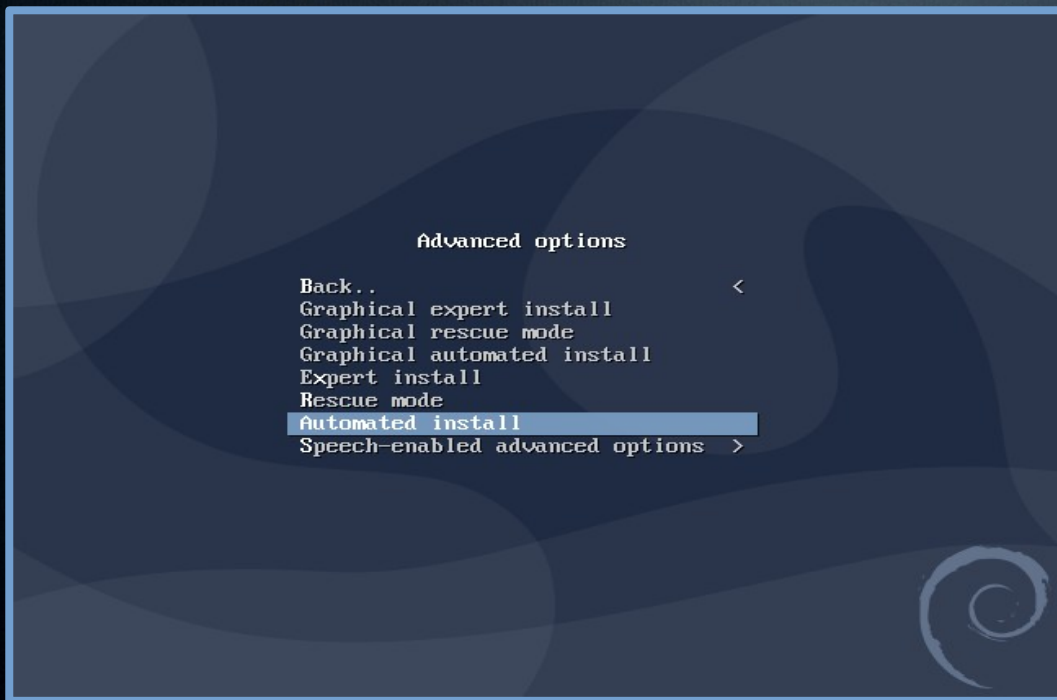 Advanced options
Back.. <
Graphical expert install
Graphical rescue mode
Graphical automated install
Expert install
Rescue mode
Automated install
Speech-enabled advanced options >